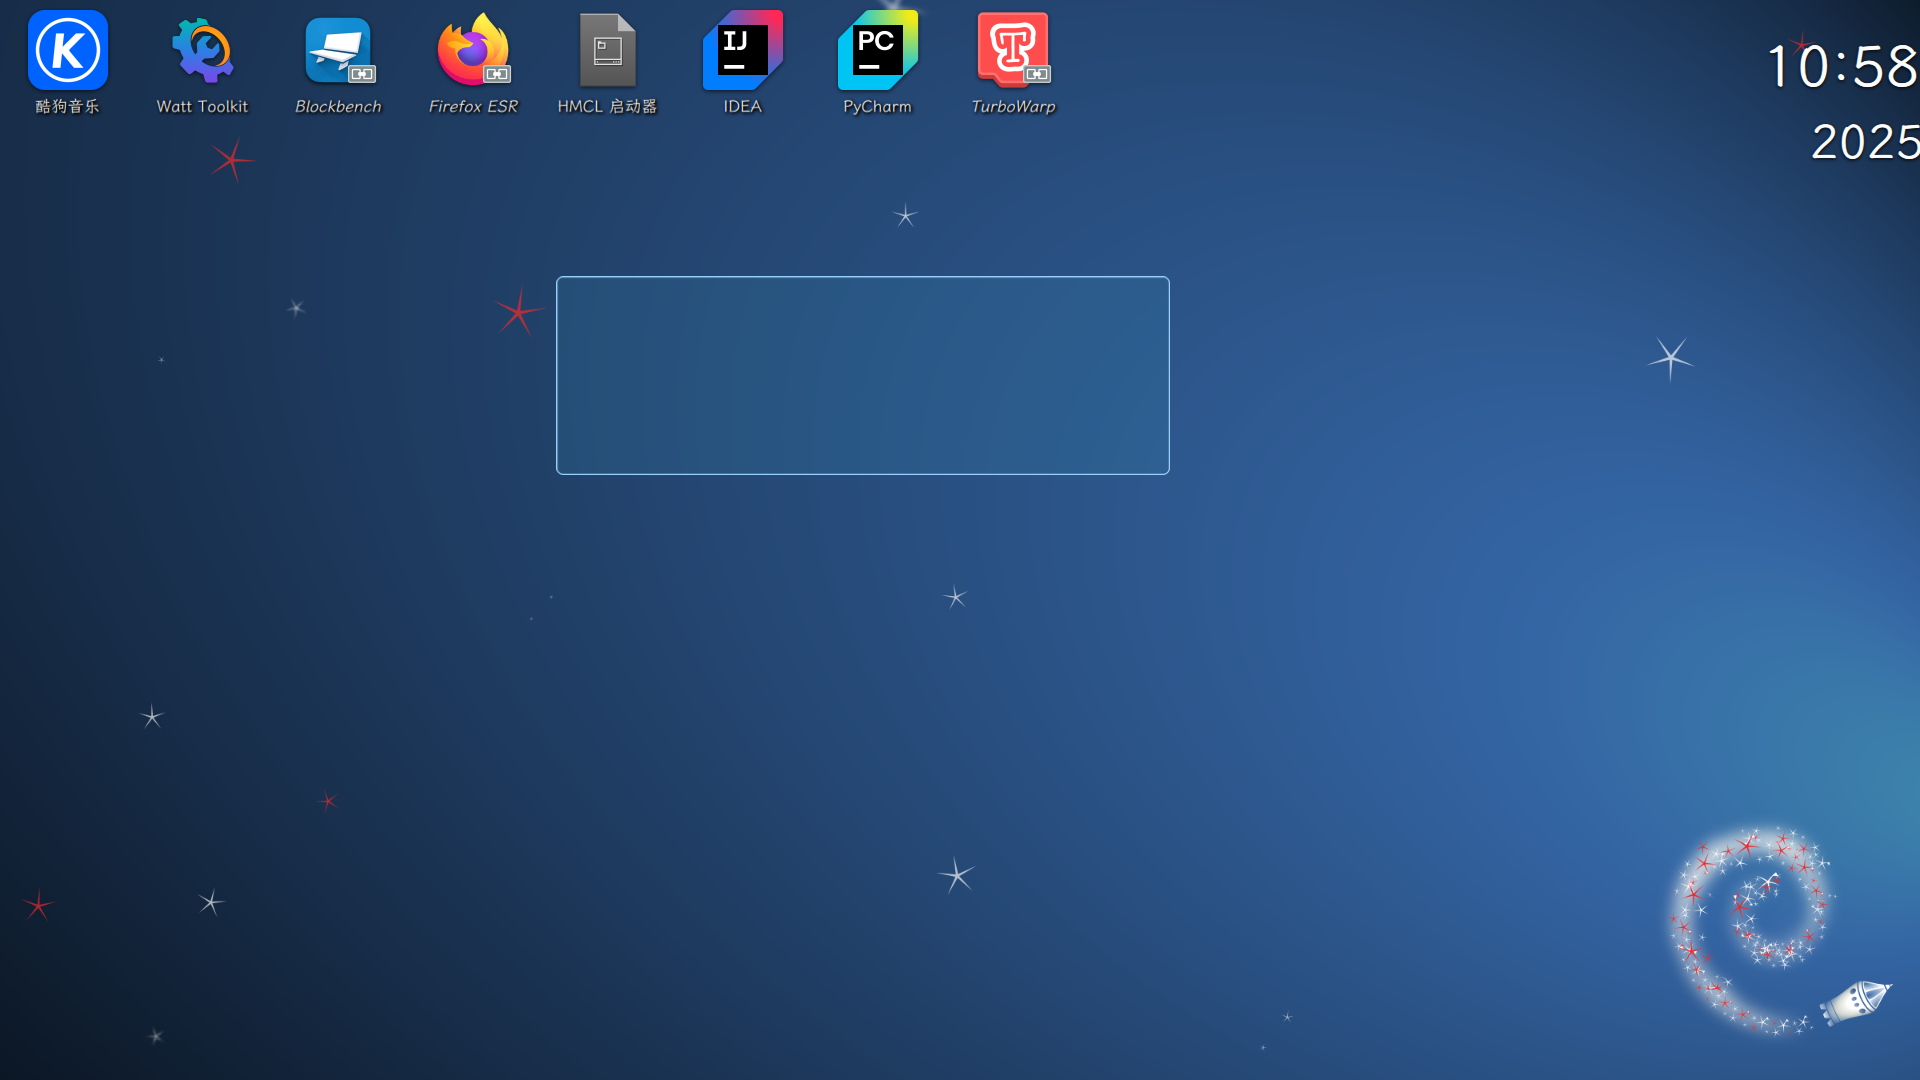 酷狗音乐
Watt Toolkit
Blockbench
Firefox ESR
HMCL 启动器
IDEA
PyCharm
TurboWarp
K
IJ
PC
T
10:58
2025